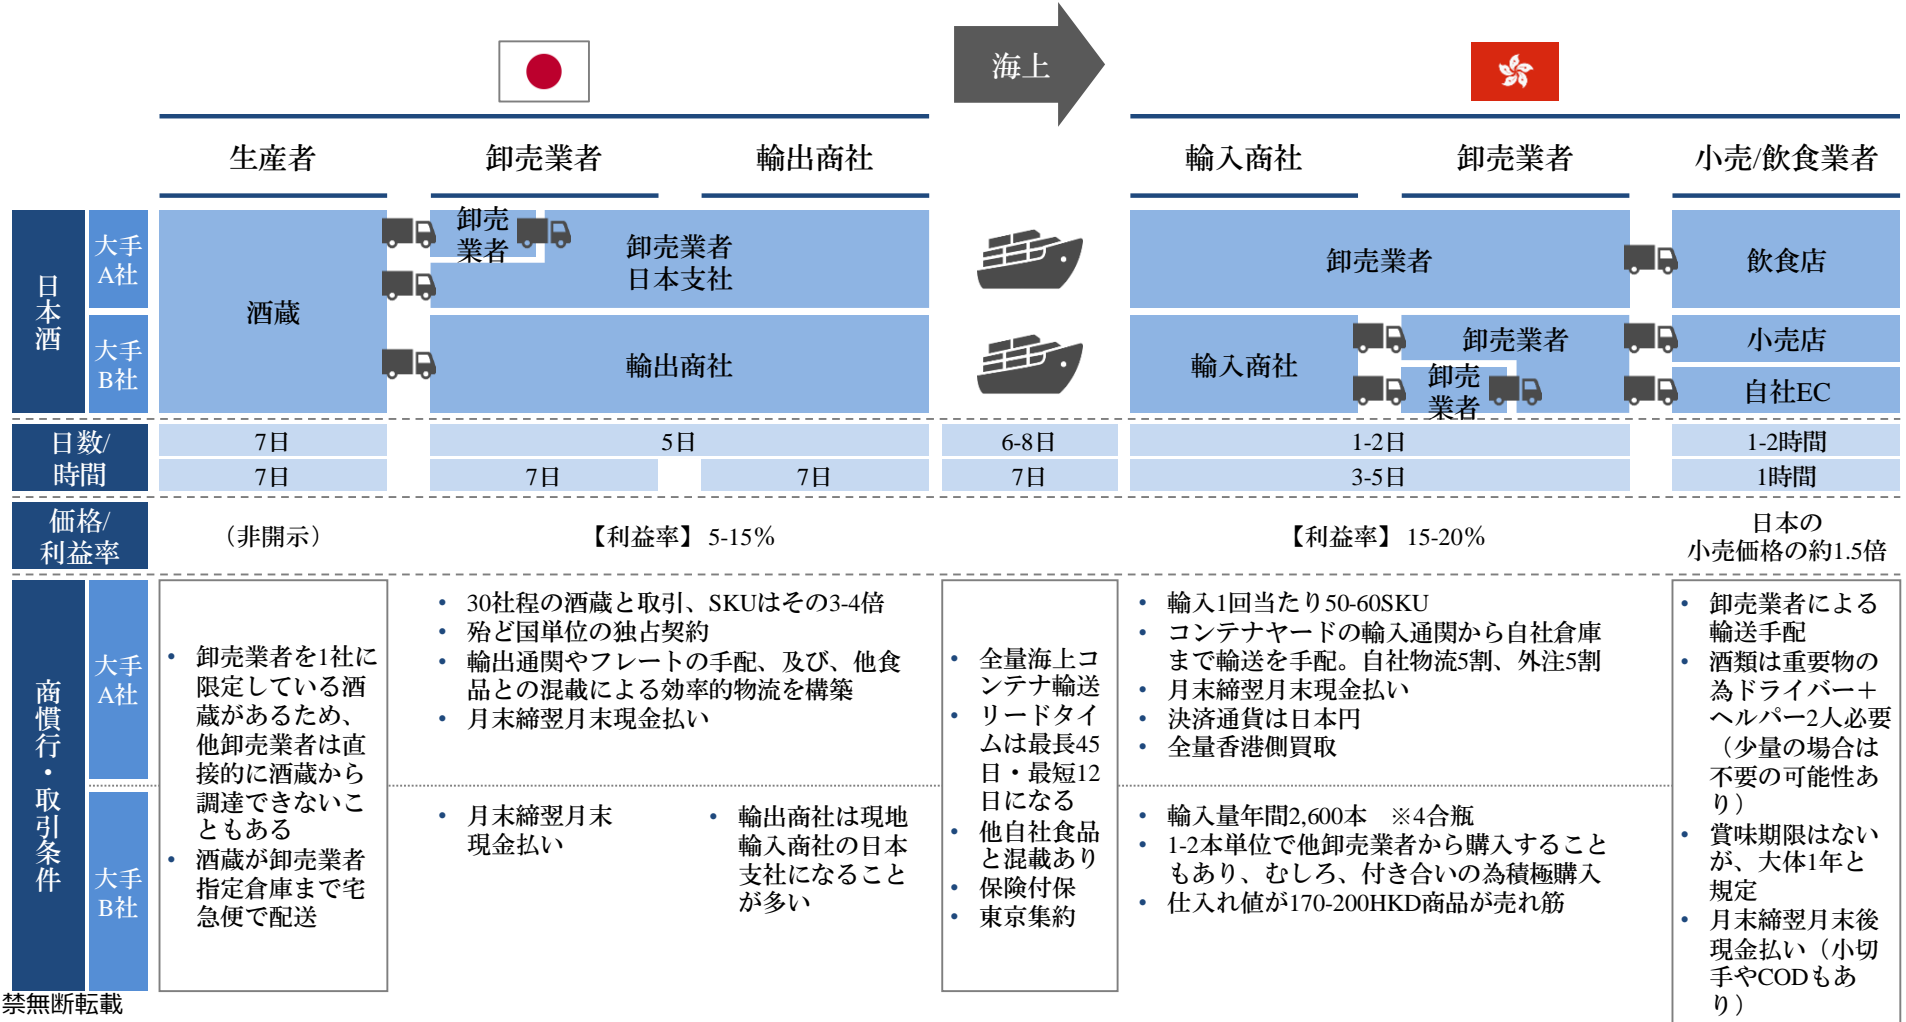 海上
生産者
卸売業者
輸出商社
輸入商社
卸売業者
小売/飲食業者
日本酒
大手
A社
大手
B社
酒蔵
卸売
業者
卸売業者
日本支社
輸出商社
卸売業者
輸入商社
卸売業者
卸売
業者
飲食店
小売店
自社EC
日数/
時間
7日
5日
6-8日
1-2日
1-2時間
7日
7日
7日
7日
3-5日
1時間
価格/
利益率
（非開示）
【利益率】 5-15%
【利益率】 15-20%
日本の
小売価格の約1.5倍
商慣行・取引条件
大手
A社
大手
B社
• 卸売業者を1社に
限定している酒
蔵があるため、
他卸売業者は直
接的に酒蔵から
調達できないこ
ともある
• 酒蔵が卸売業者
指定倉庫まで宅
急便で配送
• 30社程の酒蔵と取引、SKUはその3-4倍
• 殆ど国単位の独占契約
• 輸出通関やフレートの手配、及び、他食
品との混載による効率的物流を構築
• 月末締翌月末現金払い
• 月末締翌月末
現金払い
• 輸出商社は現地
輸入商社の日本
支社になること
が多い
• 全量海上コ
ンテナ輸送
• リードタイ
ムは最長45
日・最短12
日になる
• 他自社食品
と混載あり
• 保険付保
• 東京集約
• 輸入1回当たり50-60SKU
• コンテナヤードの輸入通関から自社倉庫
まで輸送を手配。自社物流5割、外注5割
• 月末締翌月末現金払い
• 決済通貨は日本円
• 全量香港側買取
• 輸入量年間2,600本　※4合瓶
• 1-2本単位で他卸売業者から購入すること
もあり、むしろ、付き合いの為積極購入
• 仕入れ値が170-200HKD商品が売れ筋
• 卸売業者による
輸送手配
• 酒類は重要物の
為ドライバー＋
ヘルパー2人必要
（少量の場合は
不要の可能性あ
り）
• 賞味期限はない
が、大体1年と
規定
• 月末締翌月末後
現金払い（小切
手やCODもあ
り）
禁無断転載